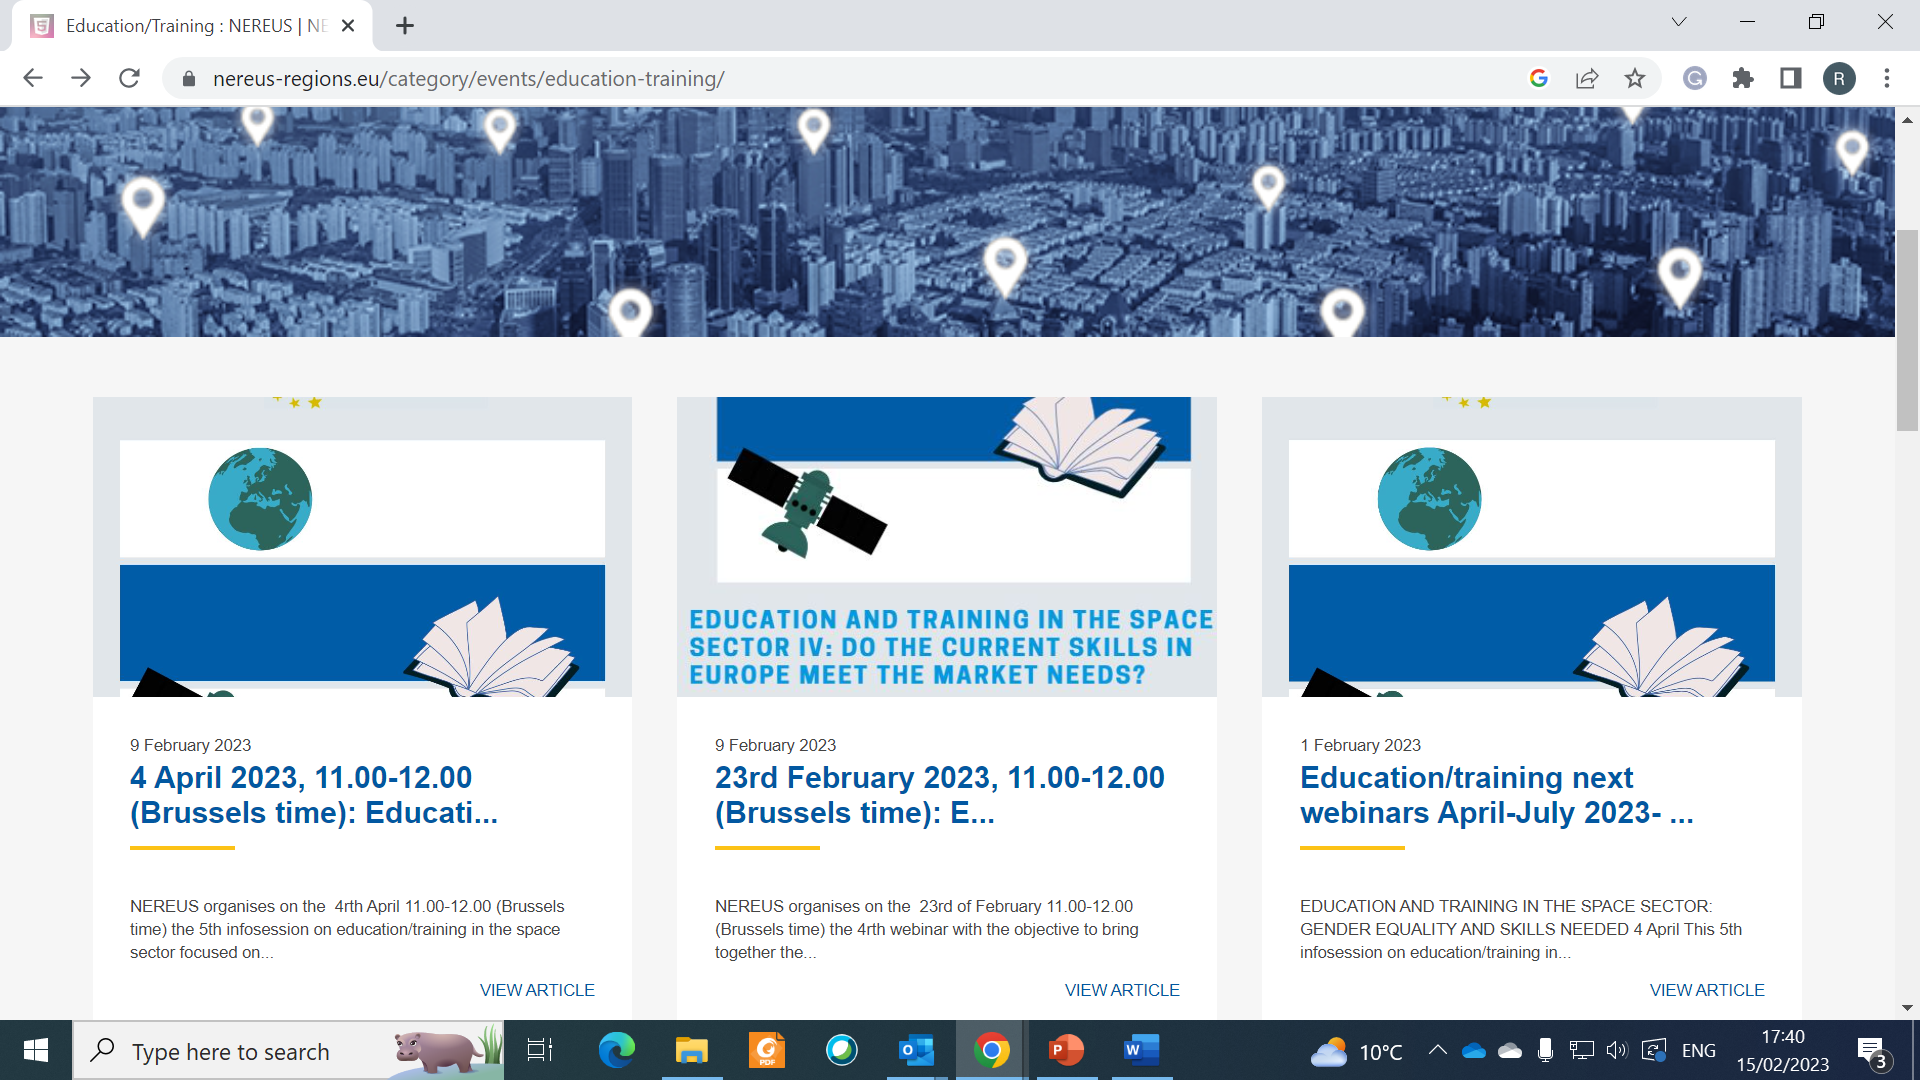 Education/Training : NEREUS | NE
nereus-regions.eu/category/events/education-training/
R
EDUCATION AND TRAINING IN THE SPACE
SECTOR IV: DO THE CURRENT SKILLS IN
EUROPE MEET THE MARKET NEEDS?
9 February 2023
4 April 2023, 11.00-12.00
(Brussels time): Educati...
NEREUS organises on the  4rth April 11.00-12.00 (Brussels
time) the 5th infosession on education/training in the space
sector focused on...
VIEW ARTICLE
9 February 2023
23rd February 2023, 11.00-12.00
(Brussels time): E...
NEREUS organises on the  23rd of February 11.00-12.00
(Brussels time) the 4rth webinar with the objective to bring
together the...
VIEW ARTICLE
1 February 2023
Education/training next
webinars April-July 2023- ...
EDUCATION AND TRAINING IN THE SPACE SECTOR:
GENDER EQUALITY AND SKILLS NEEDED 4 April This 5th
infosession on education/training in...
VIEW ARTICLE
Type here to search
PDF
O
P
W
10°C
ENG
17:40
15/02/2023
3